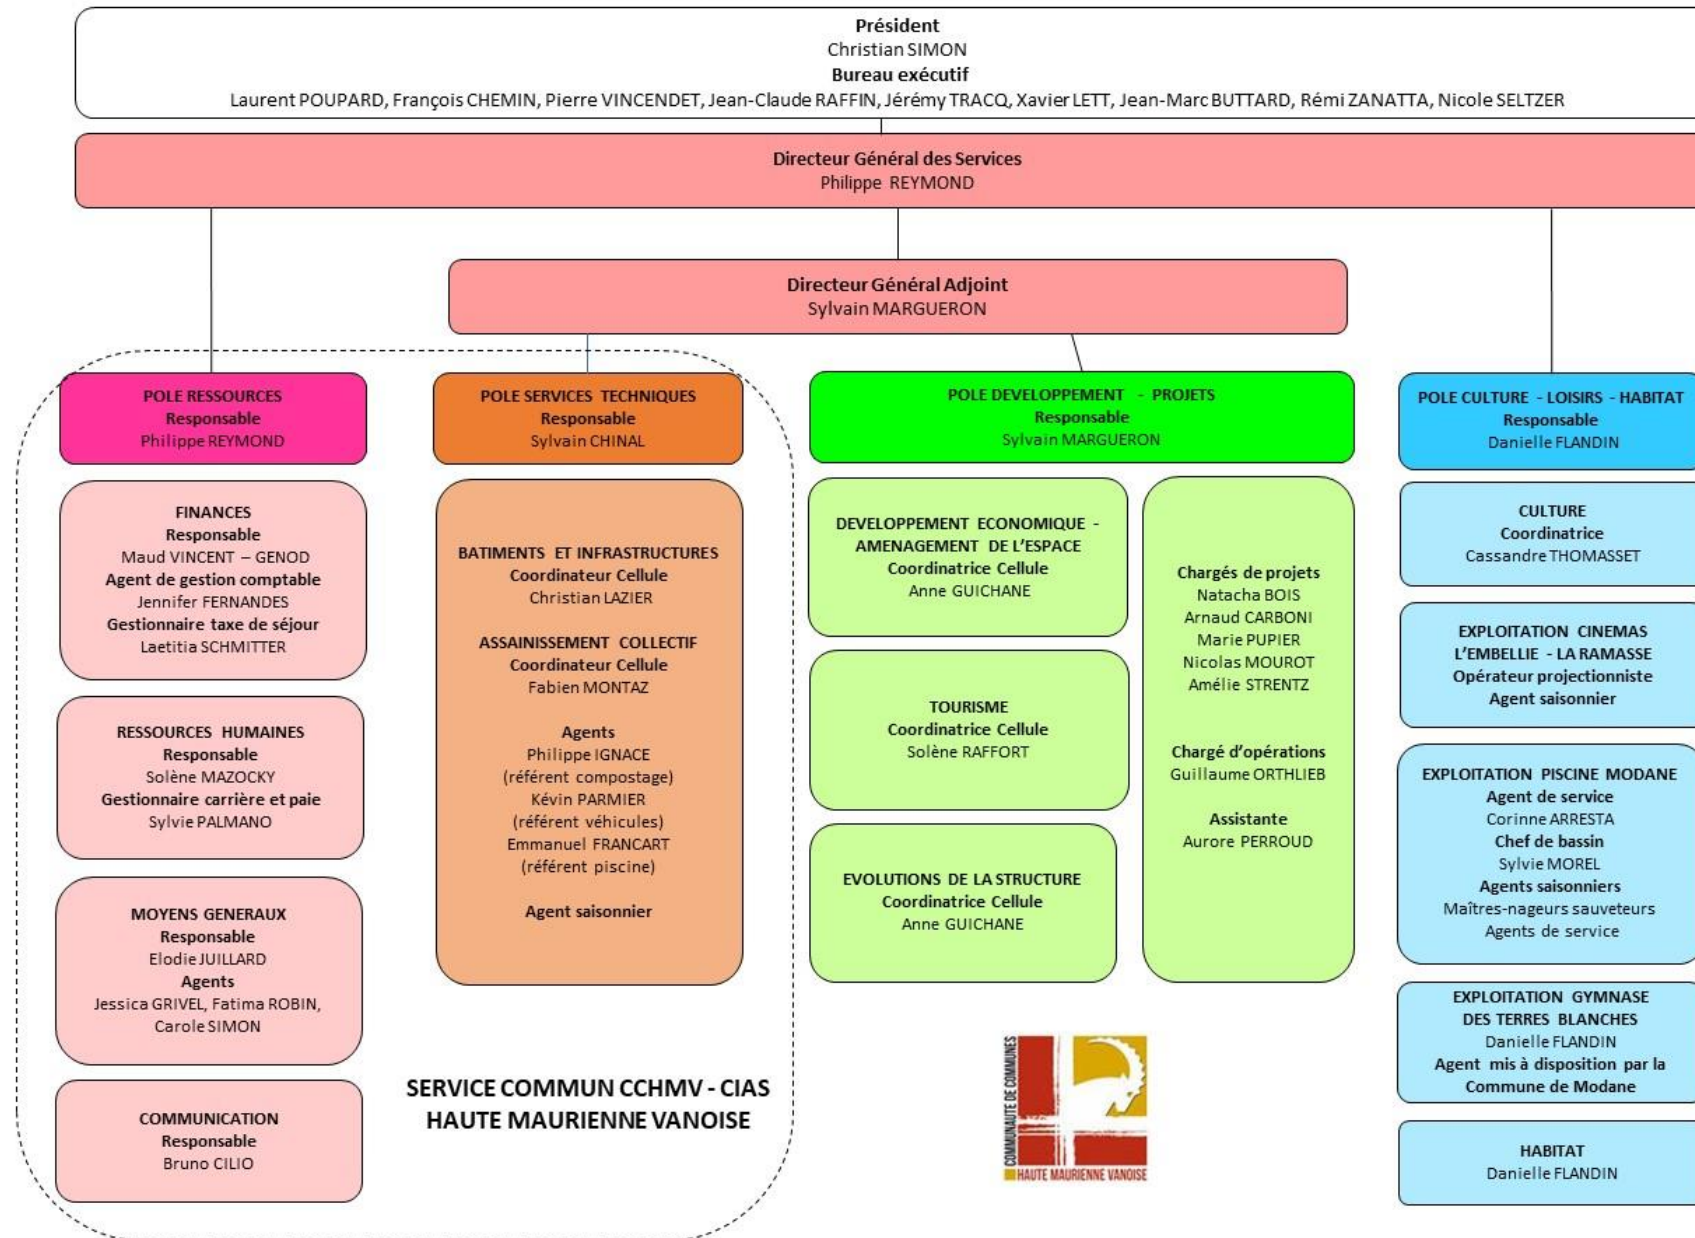 Président
Christian SIMON
Bureau exécutif
Laurent POUPARD, François CHEMIN, Pierre VINCENDET, Jean-Claude RAFFIN, Jérémy TRACQ, Xavier LETT, Jean-Marc BUTTARD, Rémi ZANATTA, Nicole SELTZER
Directeur Général des Services
Philippe REYMOND
Directeur Général Adjoint
Sylvain MARGUERON
POLE RESSOURCES
Responsable
Philippe REYMOND
FINANCES
Responsable
Maud VINCENT – GENOD
Agent de gestion comptable
Jennifer FERNANDES
Gestionnaire taxe de séjour
Laetitia SCHMITTER
RESSOURCES HUMAINES
Responsable
Solène MAZOCKY
Gestionnaire carrière et paie
Sylvie PALMANO
MOYENS GENERAUX
Responsable
Elodie JUILLARD
Agents
Jessica GRIVEL, Fatima ROBIN,
Carole SIMON
COMMUNICATION
Responsable
Bruno CILIO
POLE SERVICES TECHNIQUES
Responsable
Sylvain CHINAL
BATIMENTS ET INFRASTRUCTURES
Coordinateur Cellule
Christian LAZIER
ASSAINISSEMENT COLLECTIF
Coordinateur Cellule
Fabien MONTAZ
Agents
Philippe IGNACE
(référent compostage)
Kévin PARMIER
(référent véhicules)
Emmanuel FRANCART
(référent piscine)
Agent saisonnier
SERVICE COMMUN CCHMV - CIAS
HAUTE MAURIENNE VANOISE
POLE DEVELOPPEMENT - PROJETS
Responsable
Sylvain MARGUERON
DEVELOPPEMENT ECONOMIQUE -
AMENAGEMENT DE L'ESPACE
Coordinatrice Cellule
Anne GUICHANE
TOURISME
Coordinatrice Cellule
Solène RAFFORT
EVOLUTIONS DE LA STRUCTURE
Coordinatrice Cellule
Anne GUICHANE
Chargés de projets
Natacha BOIS
Arnaud CARBONI
Marie PUPIER
Nicolas MOUROT
Amélie STRENTZ
Chargé d'opérations
Guillaume ORTHLIEB
Assistante
Aurore PERROUD
COMMUNAUTÉ DE COMMUNES
HAUTE MAURIENNE VANOISE
POLE CULTURE - LOISIRS - HABITAT
Responsable
Danielle FLANDIN
CULTURE
Coordinatrice
Cassandre THOMASSET
EXPLOITATION CINEMAS
L'EMBELLIE - LA RAMASSE
Opérateur projectionniste
Agent saisonnier
EXPLOITATION PISCINE MODANE
Agent de service
Corinne ARRESTA
Chef de bassin
Sylvie MOREL
Agents saisonniers
Maîtres-nageurs sauveteurs
Agents de service
EXPLOITATION GYMNASE
DES TERRES BLANCHES
Danielle FLANDIN
Agent mis à disposition par la
Commune de Modane
HABITAT
Danielle FLANDIN